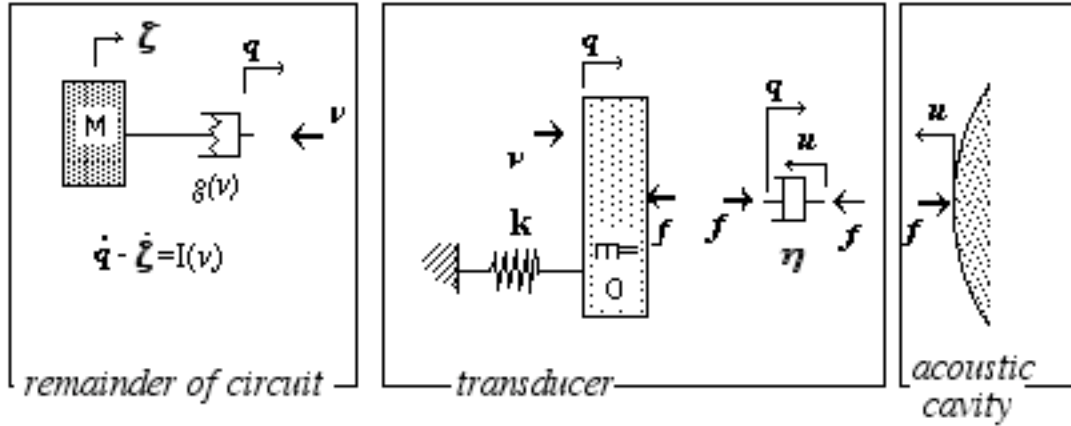 ζ
q
ν
M
g(ν)
q̇ - ζ̇ =I(ν)
remainder of circuit
q
ν
k
f
m
0
q
u
f
f
η
transducer
u
f
acoustic
cavity